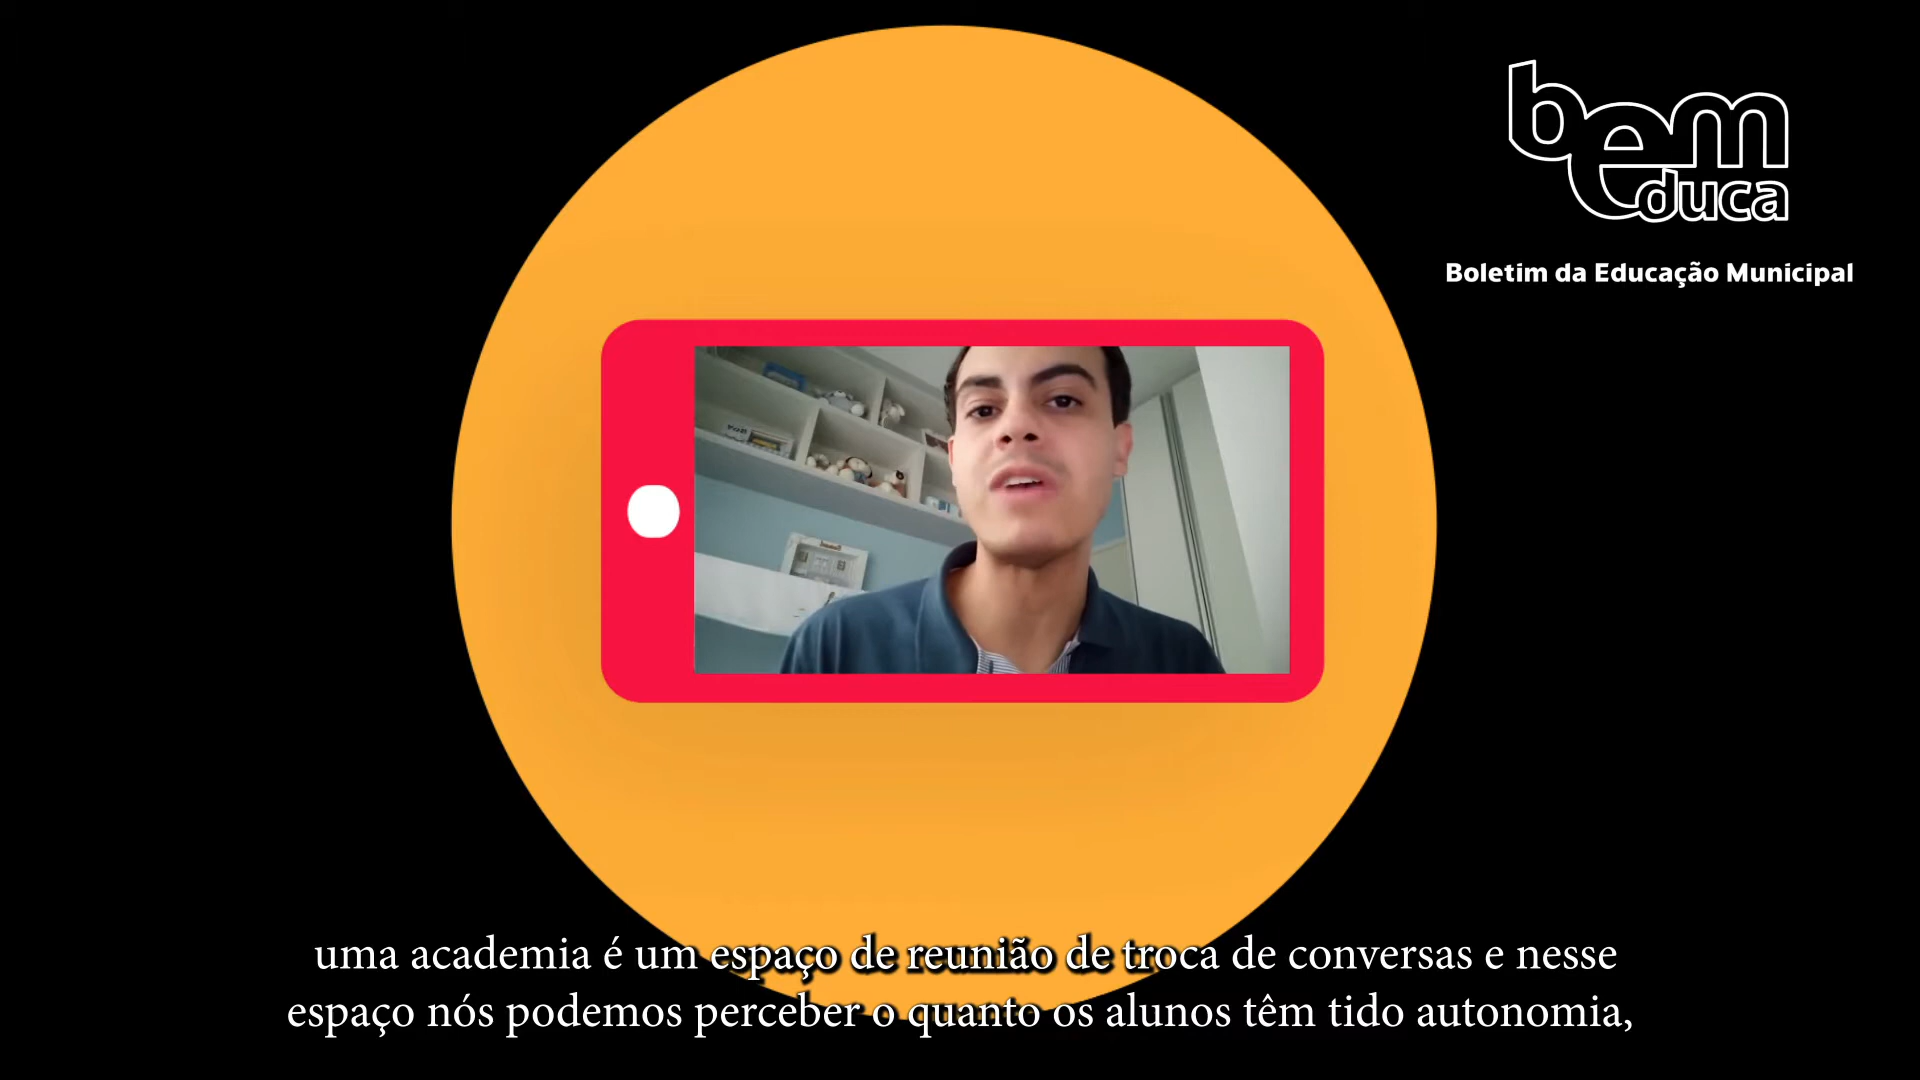 bem
educa
Boletim da Educação Municipal
uma academia é um espaço de reunião de troca de conversas e nesse
espaço nós podemos perceber o quanto os alunos têm tido autonomia,